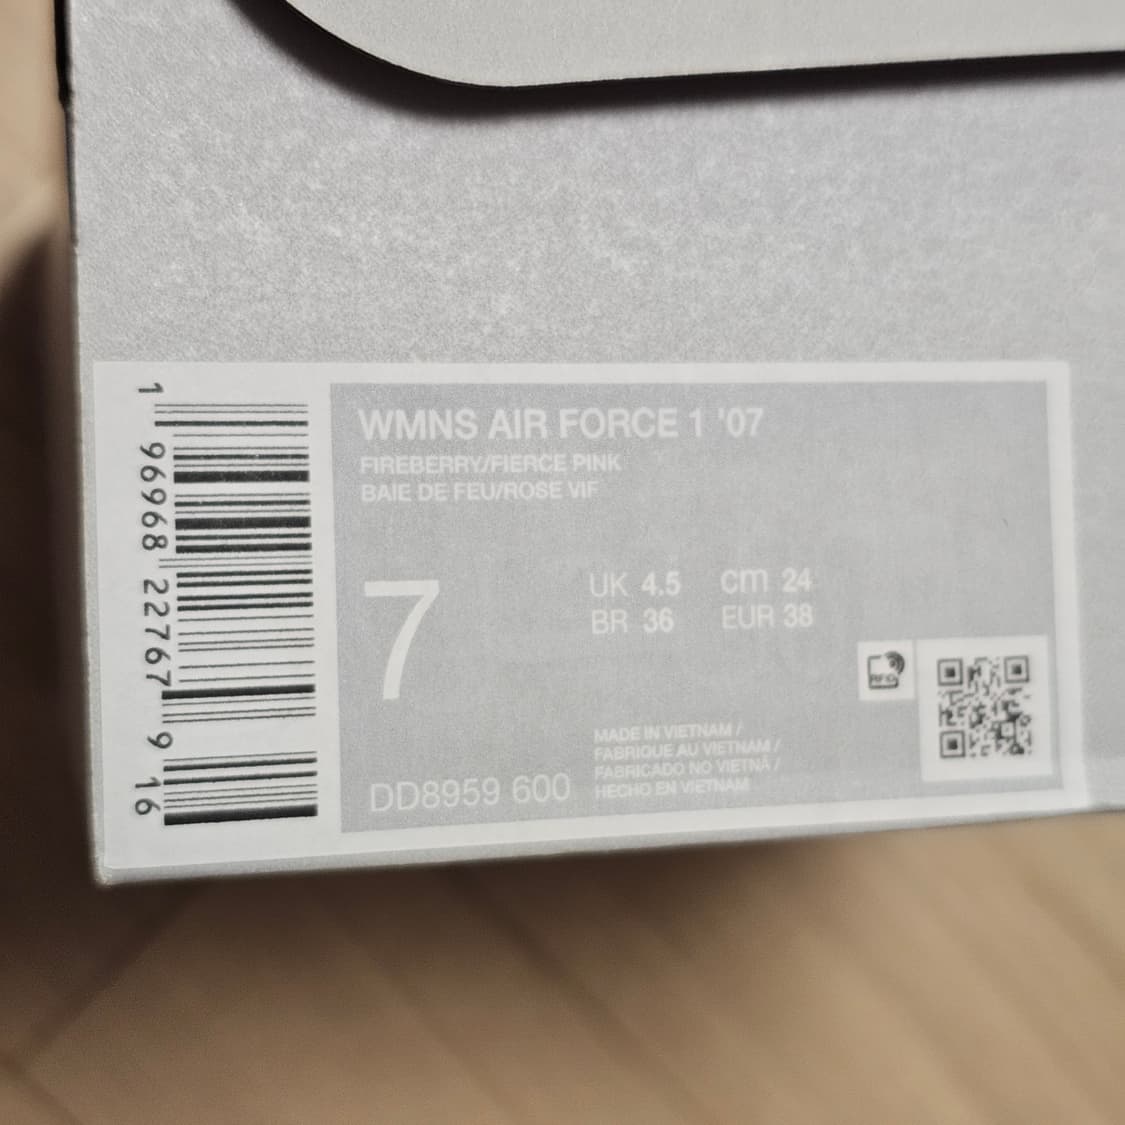 WMNS AIR FORCE 1 '07
FIREBERRY/FIERCE PINK
BAIE DE FEU/ROSE VIF
7
UK 4.5 cm 24
BR 36 EUR 38
MADE IN VIETNAM /
FABRIQUE AU VIETNAM /
FABRICADO NO VIETNÃ /
HECHO EN VIETNAM
DD8959 600
RFID
1 96968 22767 9 16